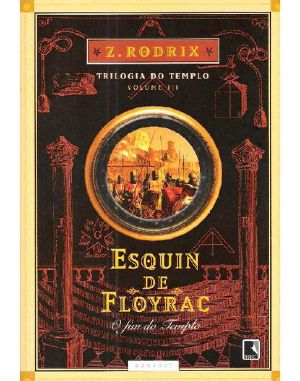 Z. RODRIX
TRILOGIA DO TEMPLO
VOLUME III
ESQUIN
DE
FLOYRAC
O fim do Templo
ROMANCE